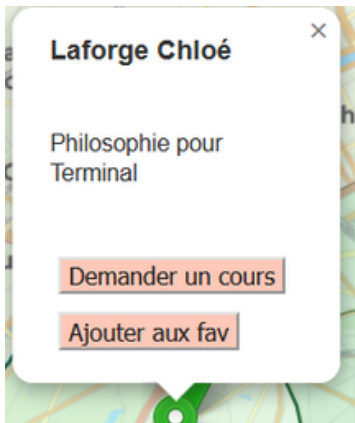 Laforge Chloé
×
Philosophie pour
Terminal
Demander un cours
Ajouter aux fav